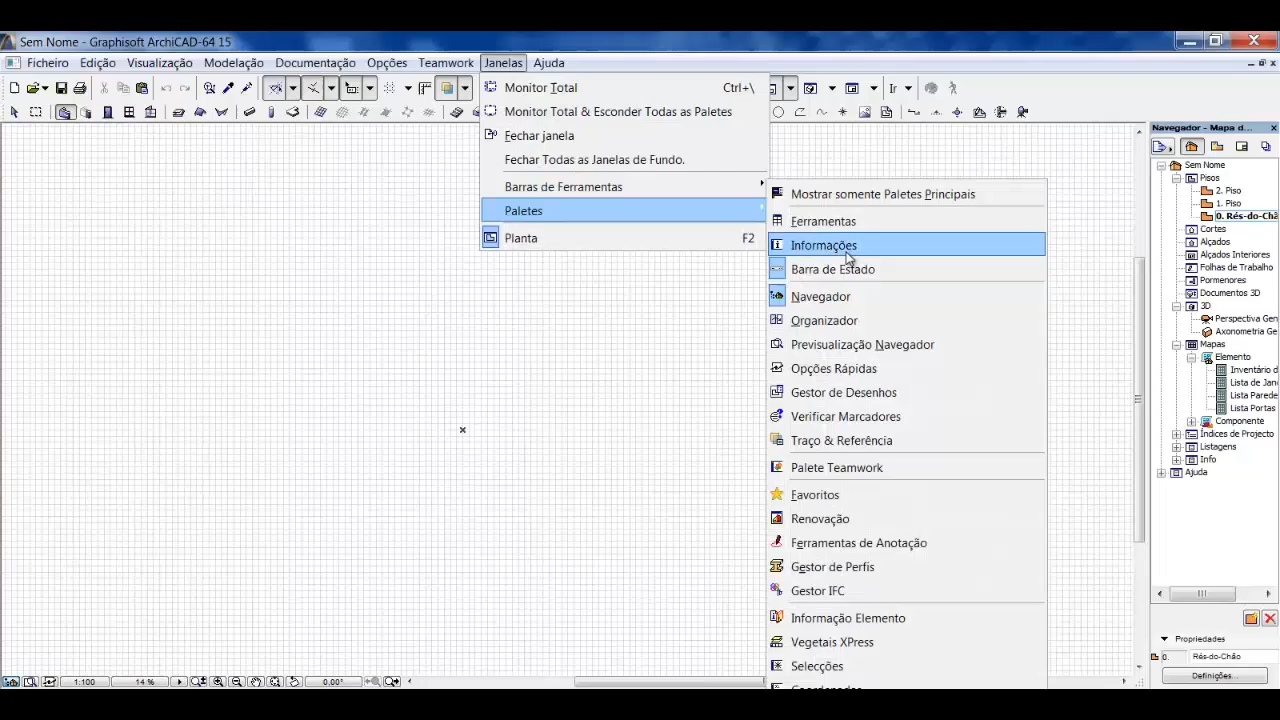 Sem Nome - Graphisoft ArchiCAD-64 15
Ficheiro Edição Visualização Modelação Documentação Opções Teamwork Janelas Ajuda
Monitor Total Ctrl+\
Monitor Total & Esconder Todas as Paletes
Fechar janela
Fechar Todas as Janelas de Fundo.
Barras de Ferramentas
Paletes
Planta F2
Mostrar somente Paletes Principais
Ferramentas
Informações
Barra de Estado
Navegador
Organizador
Previsualização Navegador
Opções Rápidas
Gestor de Desenhos
Verificar Marcadores
Traço & Referência
Palete Teamwork
Favoritos
Renovação
Ferramentas de Anotação
Gestor de Perfis
Gestor IFC
Informação Elemento
Vegetais XPress
Selecções
Navegador - Mapa d...
Sem Nome
Pisos
2. Piso
1. Piso
0. Rés-do-Chã
Cortes
Alçados
Alçados Interiores
Folhas de Trabalho
Pormenores
Documentos 3D
3D
Perspectiva Gen
Axonometria Gen
Mapas
Elemento
Inventário d
Lista de Jan
Lista Parede
Lista Portas
Componente
Índices de Projecto
Listagens
Info
Ajuda
Propriedades
0. Rés-do-Chão
Definições...
1:100 14 % 0,00°